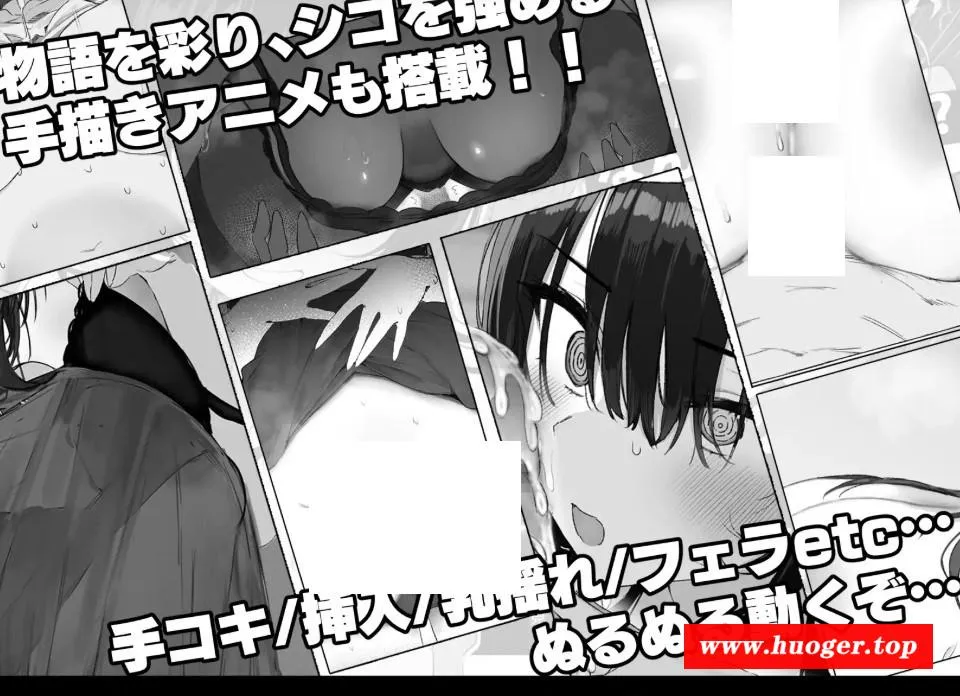 物語を彩り、シコを強める
手描きアニメも搭載！！
?
手コキ/挿入/乳揺れ/フェラetc…
ぬるぬる動くぞ…
www.huoger.top